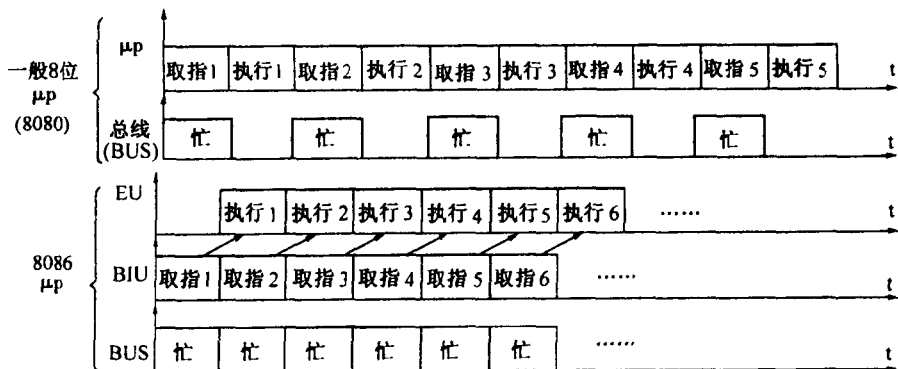 一般8位
μp
(8080)
μp
取指1 执行1 取指2 执行2 取指3 执行3 取指4 执行4 取指5 执行5
t
总线
(BUS)
忙 忙 忙 忙 忙
t
8086
μp
EU
执行1 执行2 执行3 执行4 执行5 执行6 ……
t
BIU
取指1 取指2 取指3 取指4 取指5 取指6 ……
t
BUS
忙 忙 忙 忙 忙 忙 ……
t